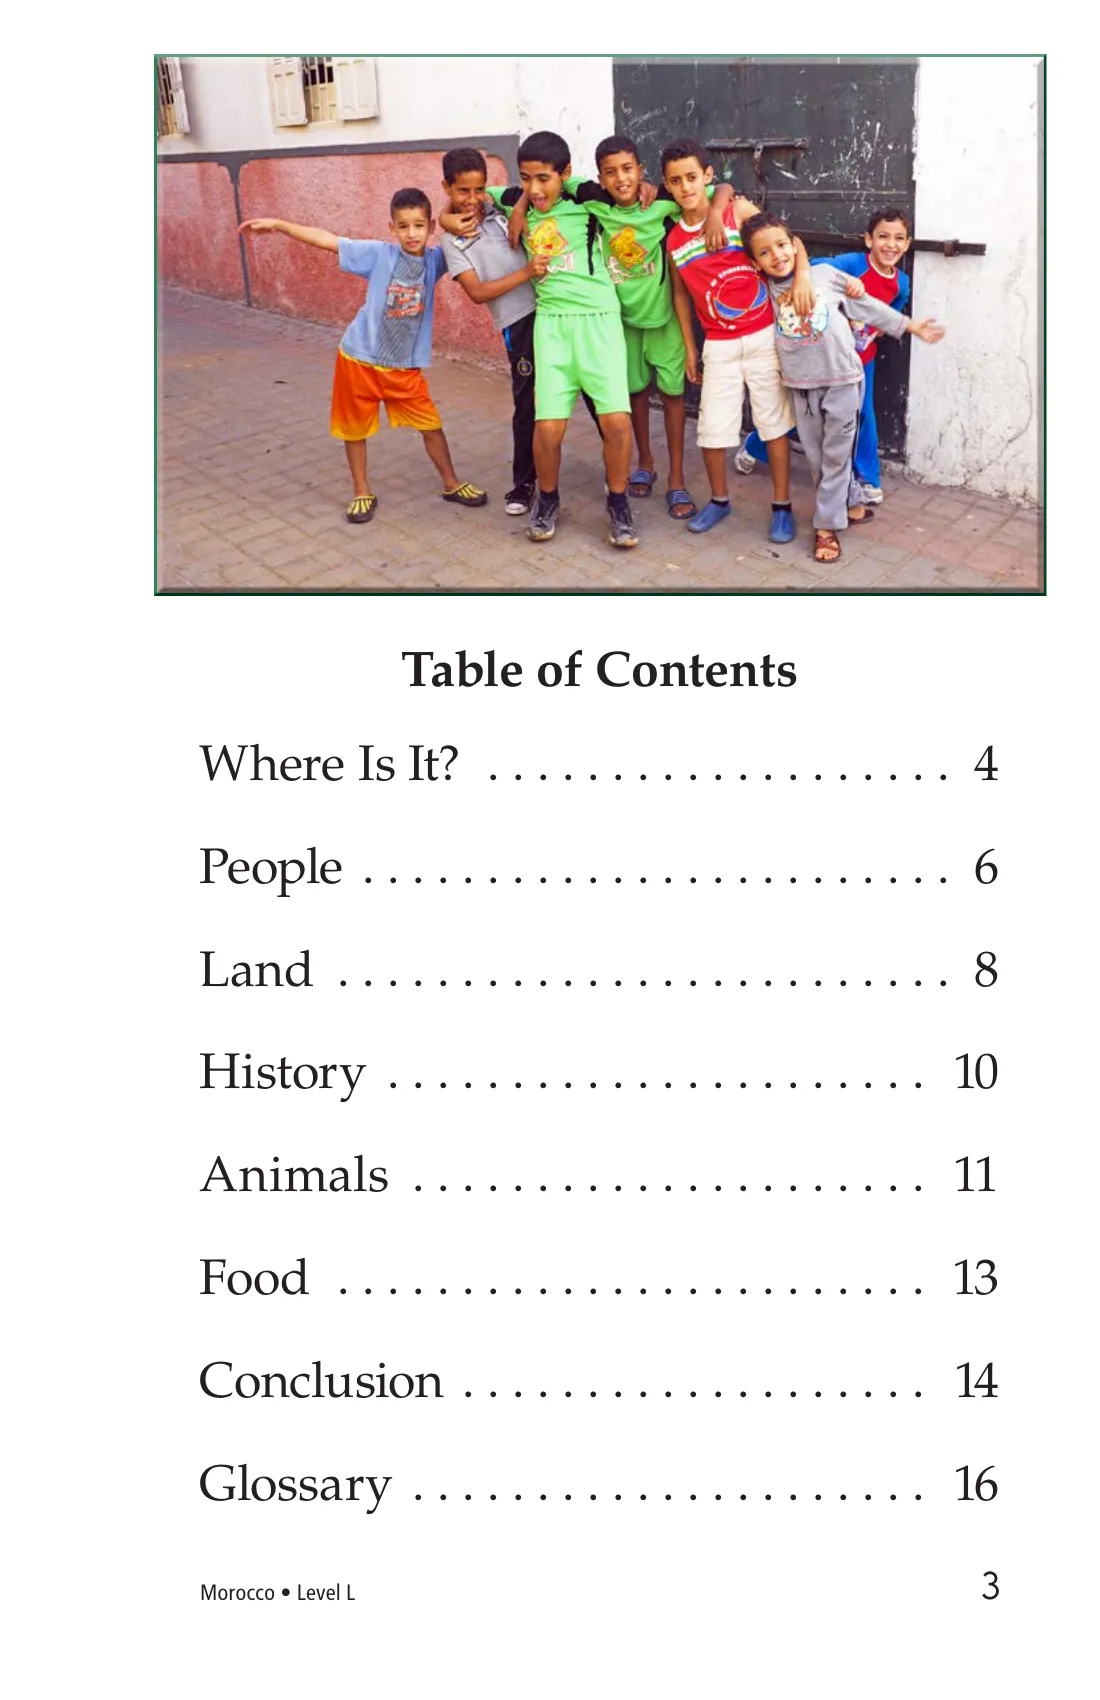 Table of Contents
Where Is It? . . . . . . . . . . . . . . . . . . . 4
People . . . . . . . . . . . . . . . . . . . . . . . . 6
Land . . . . . . . . . . . . . . . . . . . . . . . . . 8
History . . . . . . . . . . . . . . . . . . . . . . 10
Animals . . . . . . . . . . . . . . . . . . . . . 11
Food . . . . . . . . . . . . . . . . . . . . . . . . 13
Conclusion . . . . . . . . . . . . . . . . . . . 14
Glossary . . . . . . . . . . . . . . . . . . . . . 16
Morocco • Level L 3